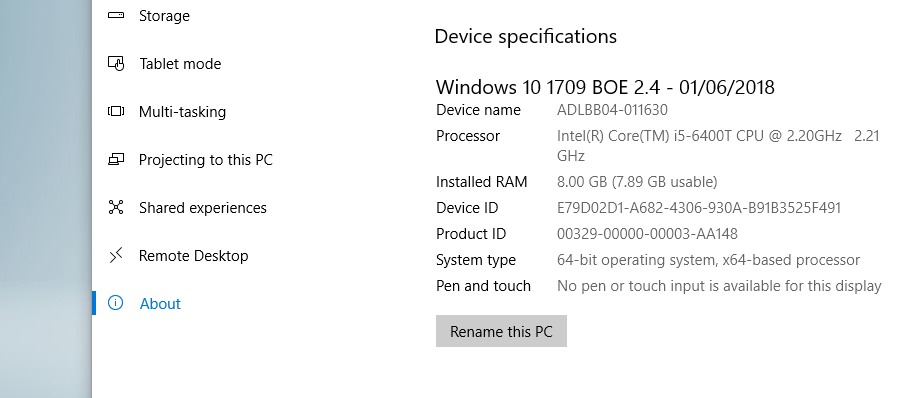 Storage
Tablet mode
Multi-tasking
Projecting to this PC
Shared experiences
Remote Desktop
About
Device specifications
Windows 10 1709 BOE 2.4 - 01/06/2018
Device name ADLBB04-011630
Processor Intel(R) Core(TM) i5-6400T CPU @ 2.20GHz 2.21
GHz
Installed RAM 8.00 GB (7.89 GB usable)
Device ID E79D02D1-A682-4306-930A-B91B3525F491
Product ID 00329-00000-00003-AA148
System type 64-bit operating system, x64-based processor
Pen and touch No pen or touch input is available for this display
Rename this PC